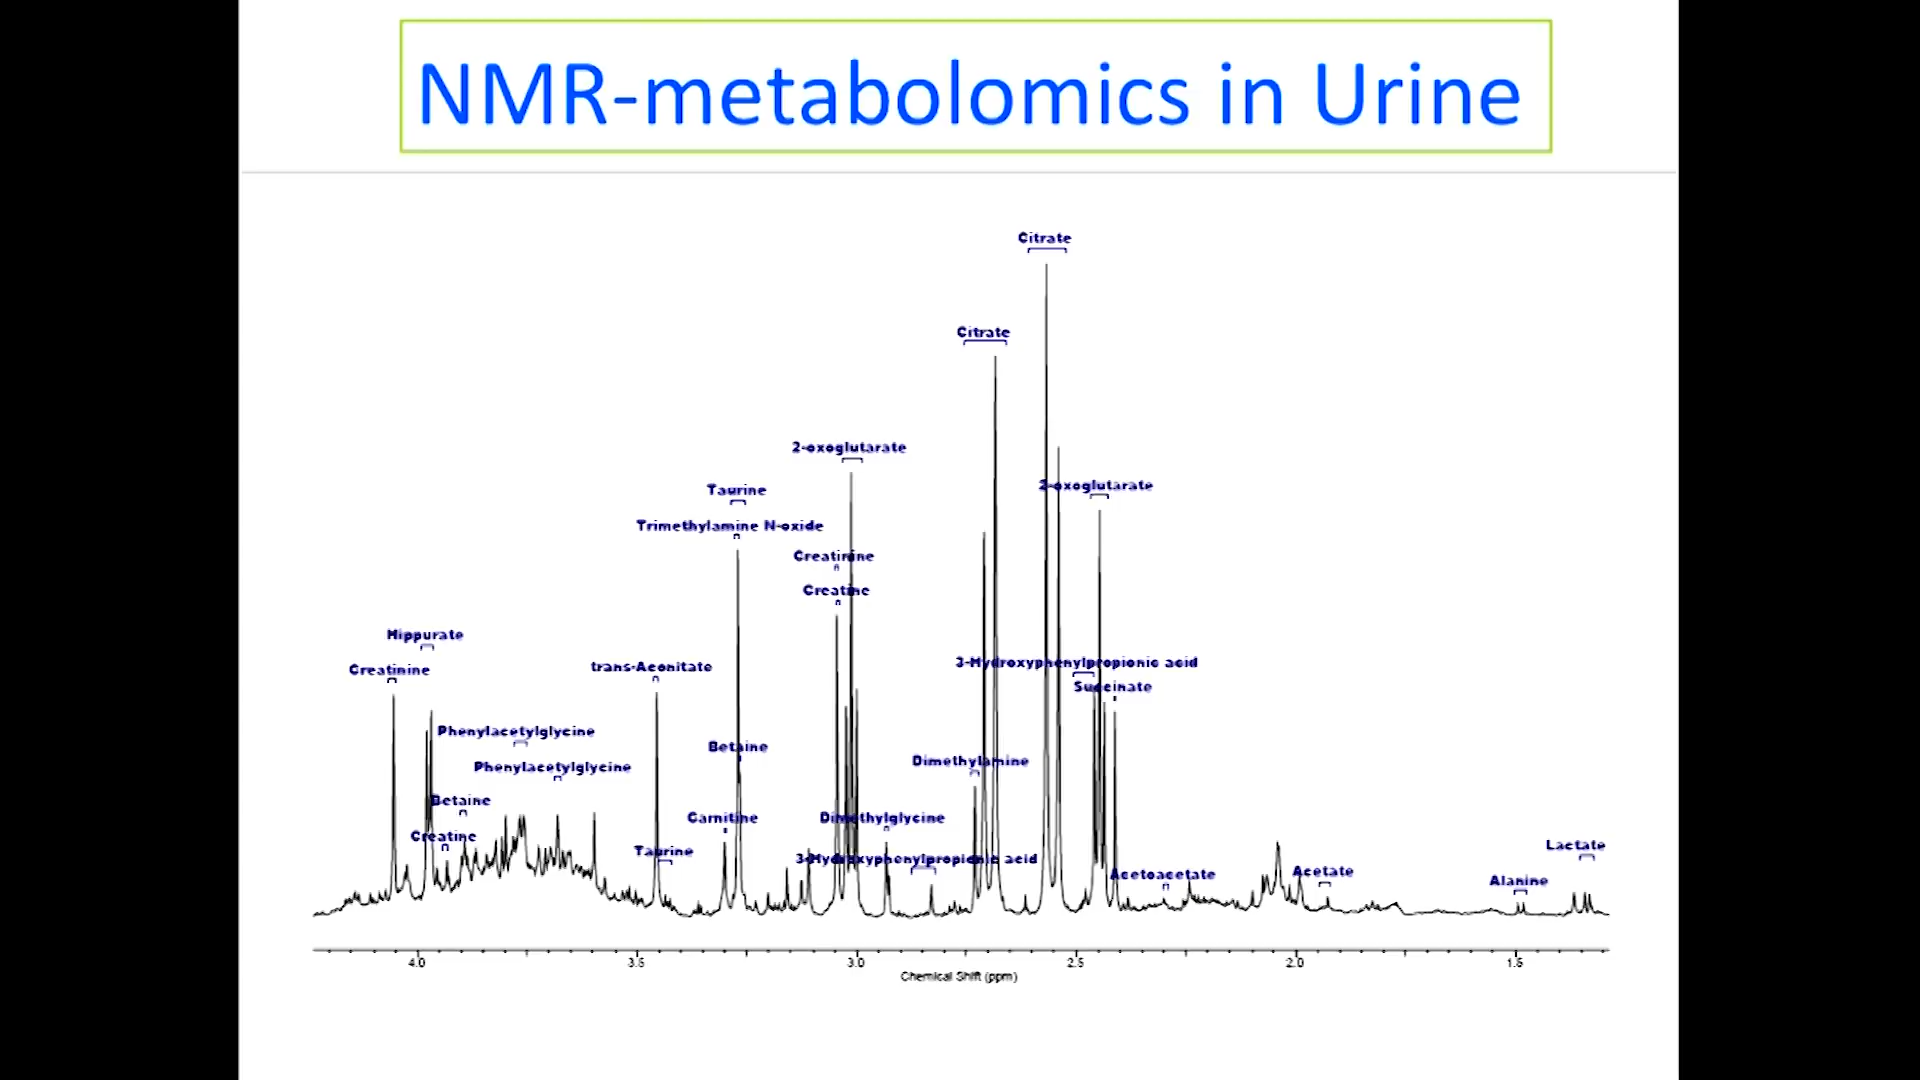 NMR-metabolomics in Urine
Citrate
Citrate
2-oxoglutarate
2-oxoglutarate
Taurine
Trimethylamine N-oxide
Creatinine
Creatine
Hippurate
Creatinine
trans-Aconitate
3-Hydroxyphenylpropionic acid
Succinate
Phenylacetylglycine
Betaine
Dimethylamine
Phenylacetylglycine
Betaine
Carnitine
Dimethylglycine
Creatine
Taurine
3-Hydroxyphenylpropionic acid
Acetoacetate
Acetate
Alanine
Lactate
4.0 3.5 3.0 2.5 2.0 1.5
Chemical Shift (ppm)